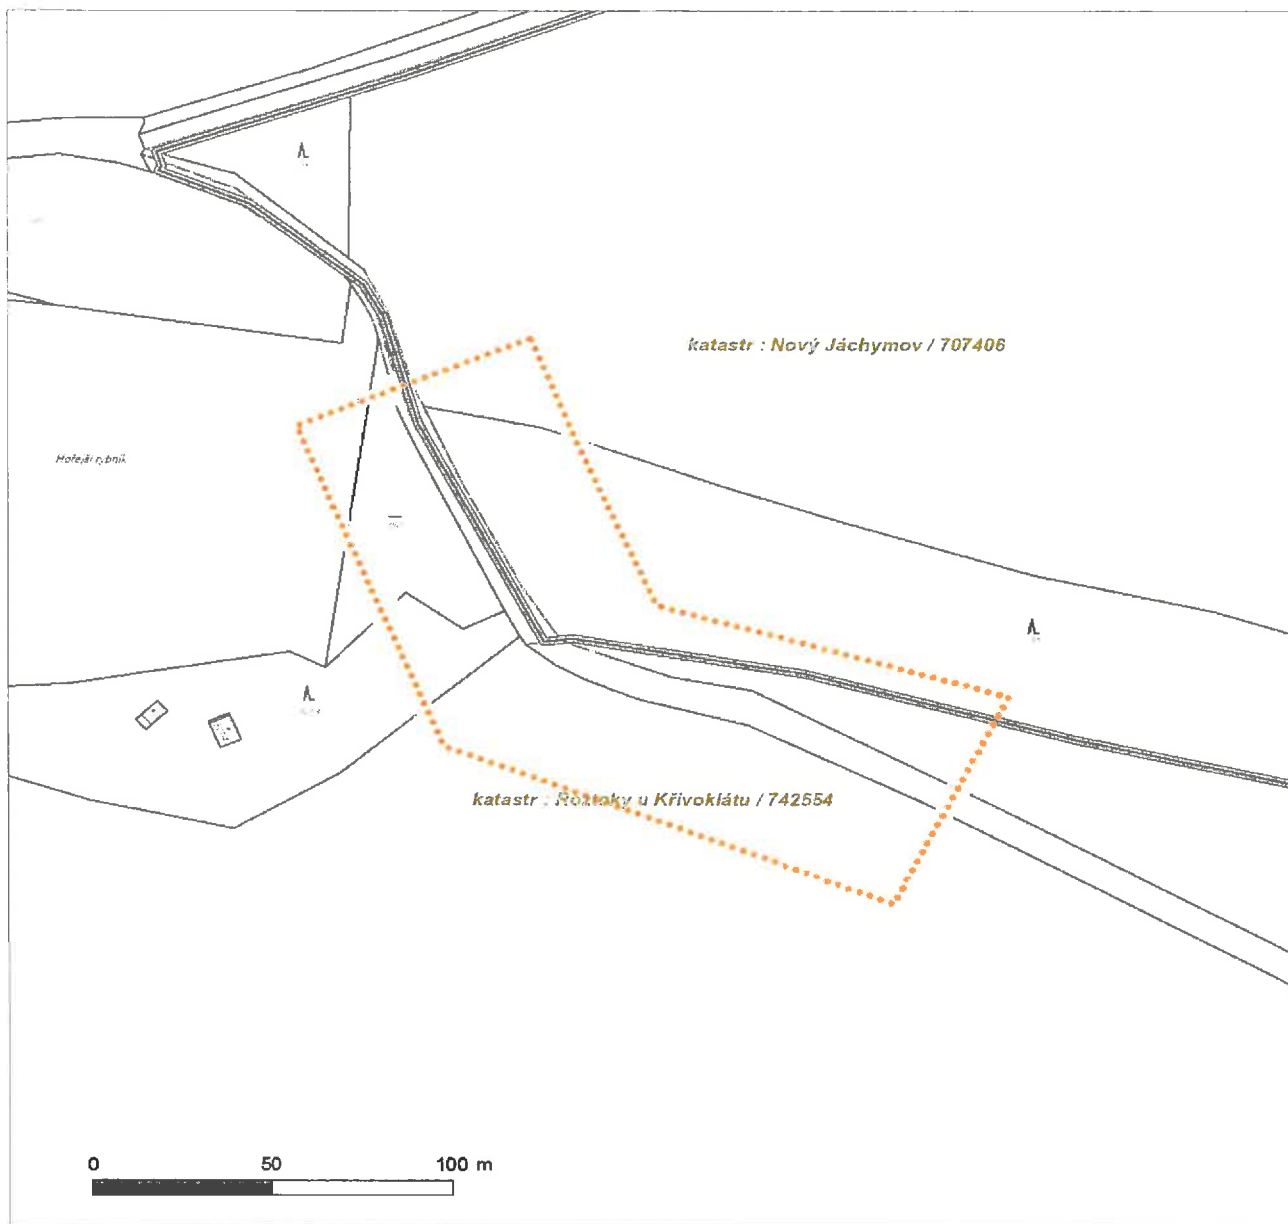 katastr : Nový Jáchymov / 707406
Hořejší rybník
katastr : Roztoky u Křivoklátu / 742554
0 50 100 m